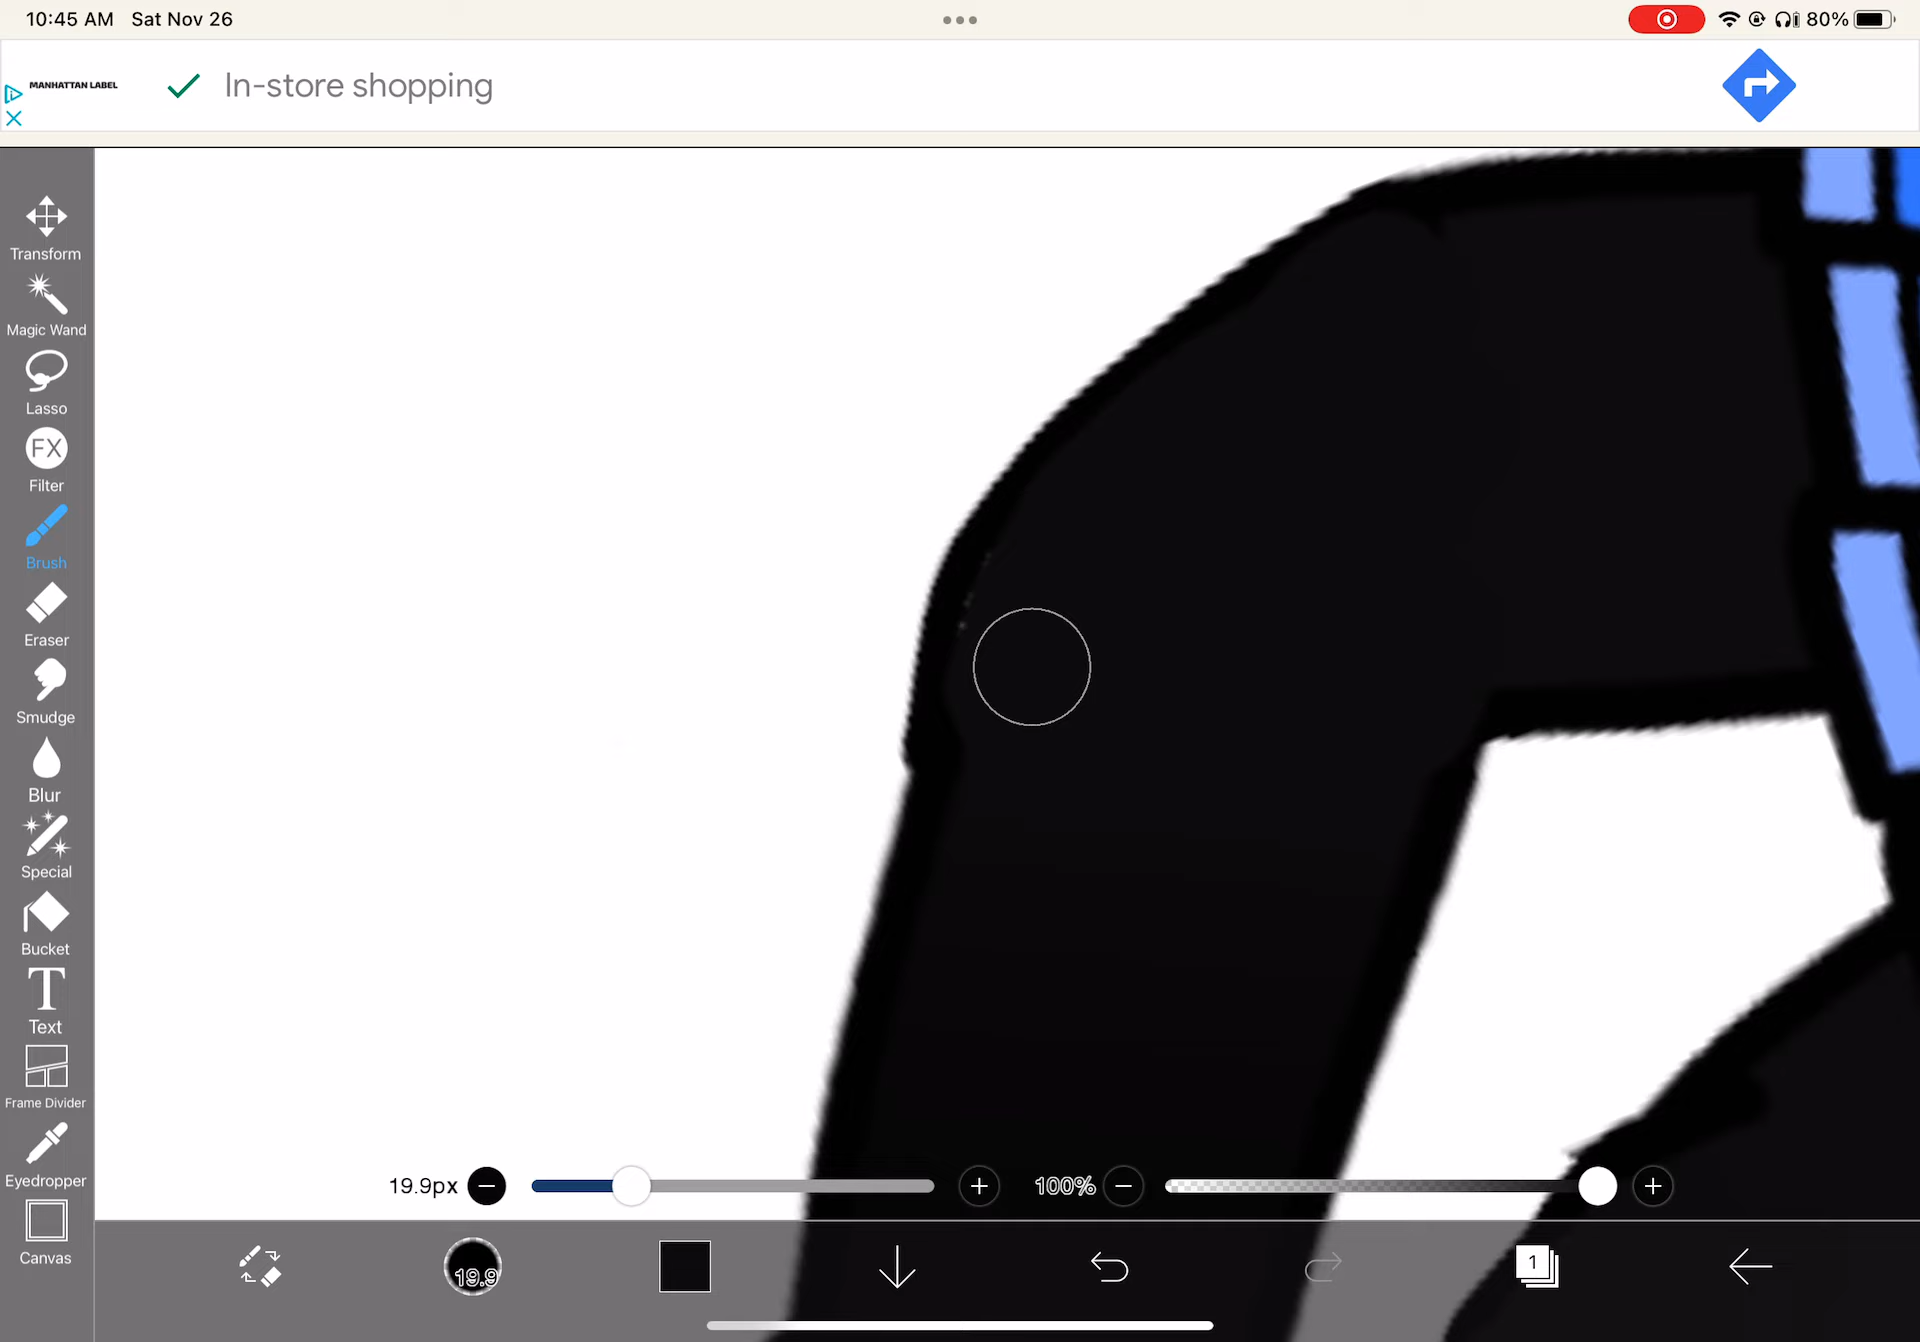 10:45 AM Sat Nov 26
80%
MANHATTAN LABEL
In-store shopping
Transform
Magic Wand
Lasso
FX
Filter
Brush
Eraser
Smudge
Blur
Special
Bucket
T
Text
Frame Divider
Eyedropper
Canvas
19.9px
100%
19.9
1